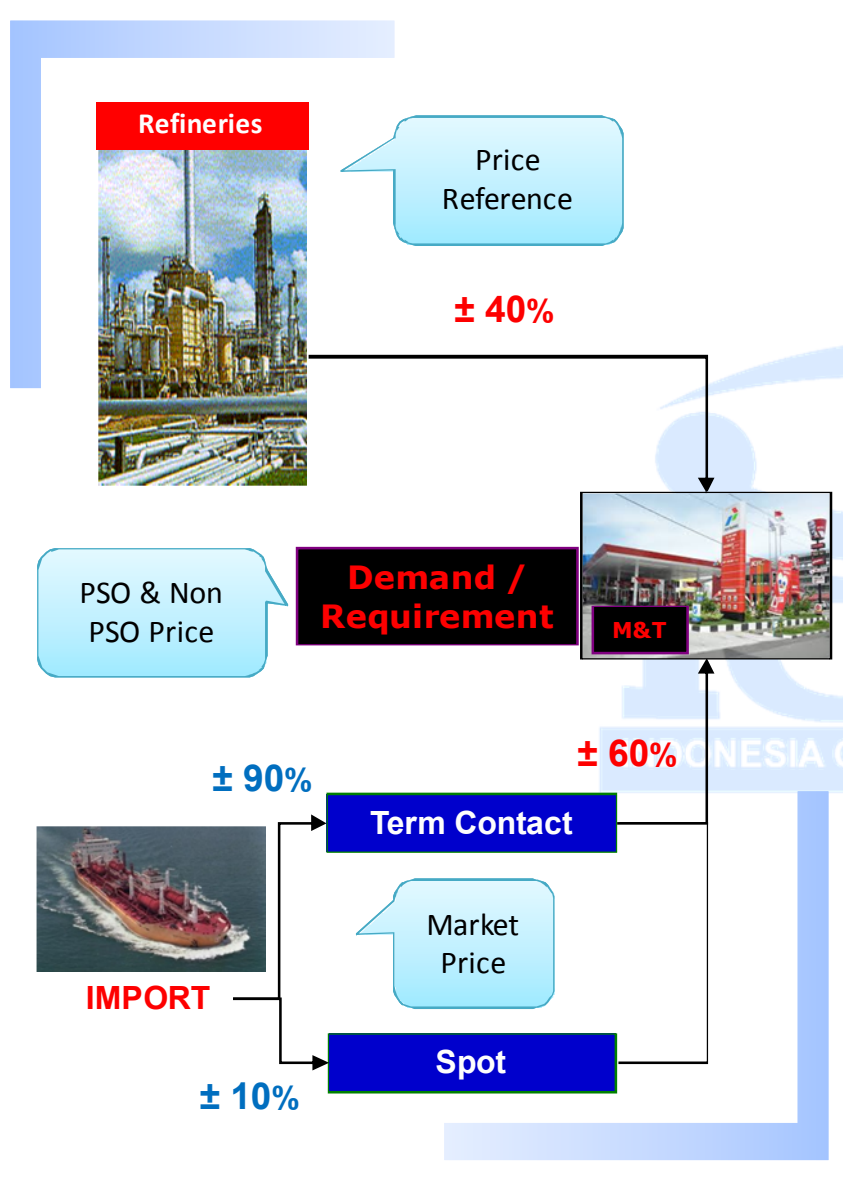 Refineries
Price
Reference
± 40%
PSO & Non
PSO Price
Demand /
Requirement
M&T
± 60%
INDONESIA
± 90%
Term Contact
Market
Price
IMPORT
Spot
± 10%